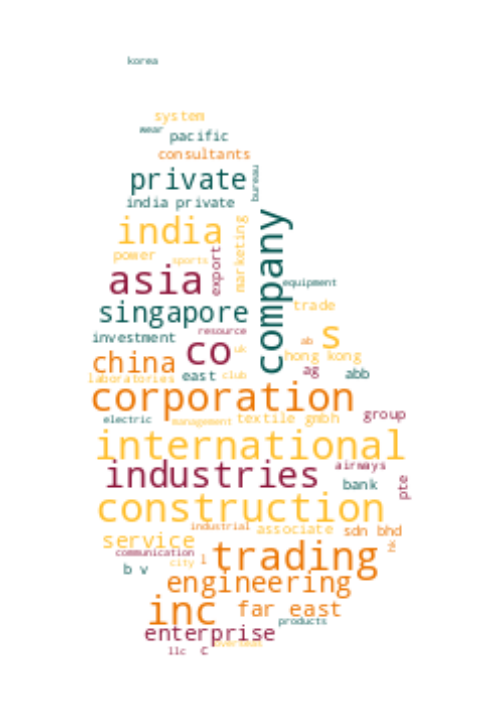 korea
system
wear
pacific
consultants
private
bureau
india private
company
india
marketing
power
export
sports
asia
equipment
singapore
trade
resource
investment
co
uk
s
ab
hong kong
china
east
club
ag
abb
laboratories
corporation
electric
management
textile gmbh
group
international
industries
airways
bank
pte
construction
industrial
associate
sdn bhd
service
communication
trading
hk
city
l
b v
engineering
inc
far east
products
enterprise
overseas
llc
c